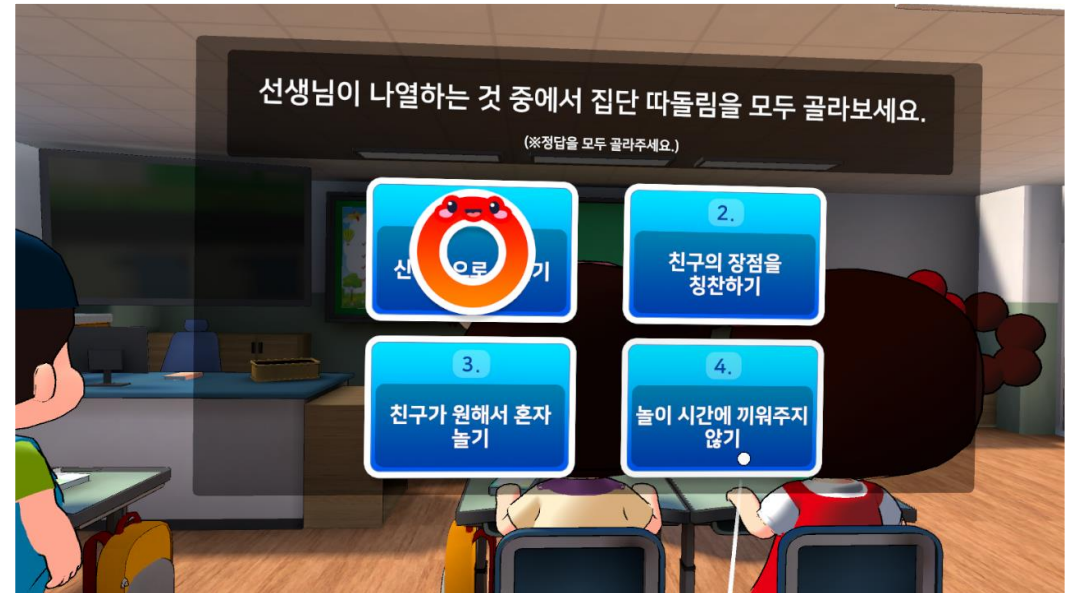 선생님이 나열하는 것 중에서 집단 따돌림을 모두 골라보세요.
(※정답을 모두 골라주세요.)
2.
친구의 장점을
칭찬하기
3.
친구가 원해서 혼자
놀기
4.
놀이 시간에 끼워주지
않기